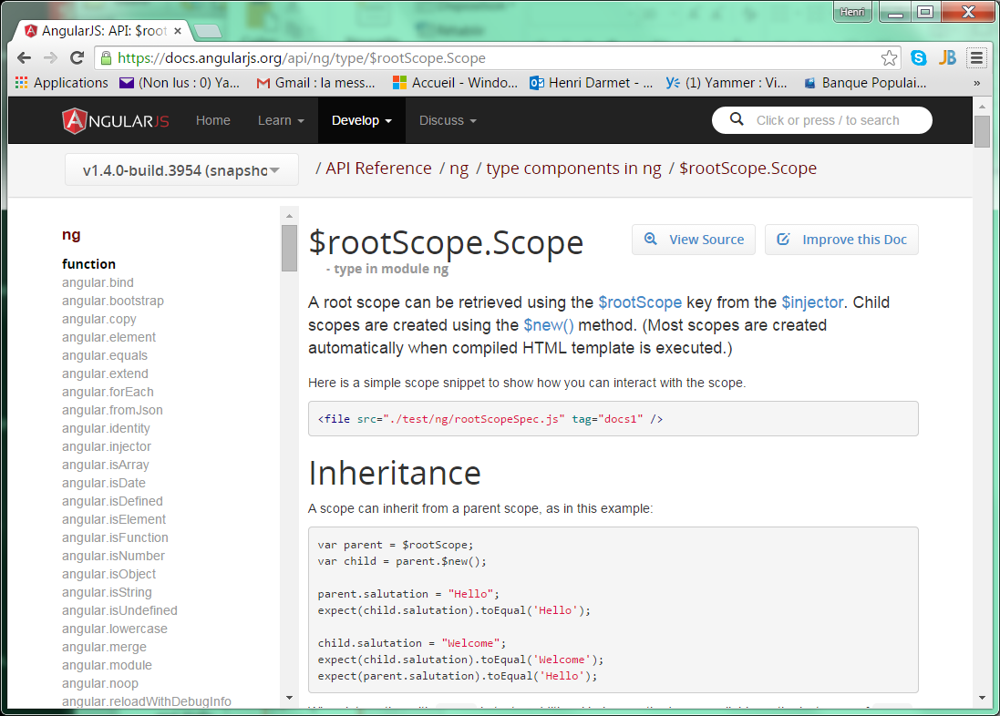 Henri
AngularJS: API: $root
https://docs.angularjs.org/api/ng/type/$rootScope.Scope
Applications (Non lus : 0) Ya... Gmail : la mess... Accueil - Windo... Henri Darmet - ... (1) Yammer : Vi... Banque Populai... »
ANGULARJS Home Learn Develop Discuss Click or press / to search
v1.4.0-build.3954 (snapsho / API Reference / ng / type components in ng / $rootScope.Scope
ng
function
angular.bind
angular.bootstrap
angular.copy
angular.element
angular.equals
angular.extend
angular.forEach
angular.fromJson
angular.identity
angular.injector
angular.isArray
angular.isDate
angular.isDefined
angular.isElement
angular.isFunction
angular.isNumber
angular.isObject
angular.isString
angular.isUndefined
angular.lowercase
angular.merge
angular.module
angular.noop
angular.reloadWithDebugInfo
$rootScope.Scope
View Source
Improve this Doc
- type in module ng
A root scope can be retrieved using the $rootScope key from the $injector. Child
scopes are created using the $new() method. (Most scopes are created
automatically when compiled HTML template is executed.)
Here is a simple scope snippet to show how you can interact with the scope.
<file src="./test/ng/rootScopeSpec.js" tag="docs1" />
Inheritance
A scope can inherit from a parent scope, as in this example:
var parent = $rootScope;
var child = parent.$new();
parent.salutation = "Hello";
expect(child.salutation).toEqual('Hello');
child.salutation = "Welcome";
expect(child.salutation).toEqual('Welcome');
expect(parent.salutation).toEqual('Hello');